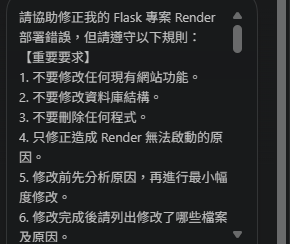 請協助修正我的 Flask 專案 Render
部署錯誤，但請遵守以下規則：
【重要要求】
1. 不要修改任何現有網站功能。
2. 不要修改資料庫結構。
3. 不要刪除任何程式。
4. 只修正造成 Render 無法啟動的原
因。
5. 修改前先分析原因，再進行最小幅
度修改。
6. 修改完成後請列出修改了哪些檔案
及原因。